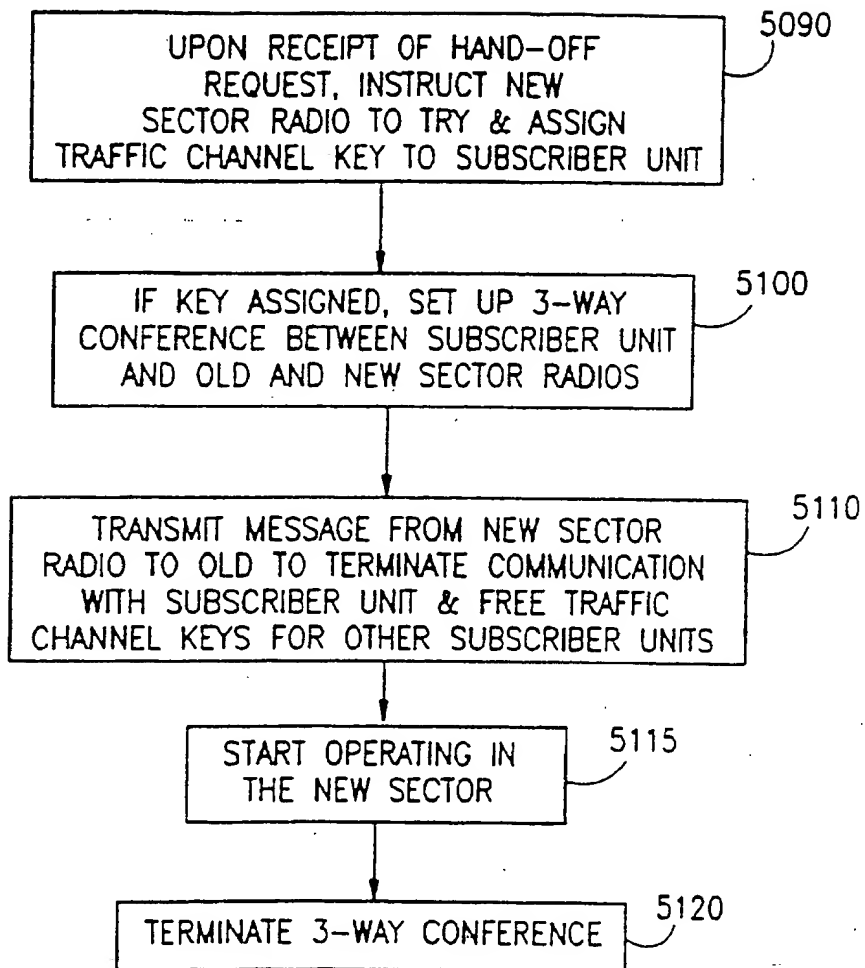 5090
UPON RECEIPT OF HAND-OFF
REQUEST, INSTRUCT NEW
SECTOR RADIO TO TRY & ASSIGN
TRAFFIC CHANNEL KEY TO SUBSCRIBER UNIT
5100
IF KEY ASSIGNED, SET UP 3-WAY
CONFERENCE BETWEEN SUBSCRIBER UNIT
AND OLD AND NEW SECTOR RADIOS
5110
TRANSMIT MESSAGE FROM NEW SECTOR
RADIO TO OLD TO TERMINATE COMMUNICATION
WITH SUBSCRIBER UNIT & FREE TRAFFIC
CHANNEL KEYS FOR OTHER SUBSCRIBER UNITS
5115
START OPERATING IN
THE NEW SECTOR
5120
TERMINATE 3-WAY CONFERENCE